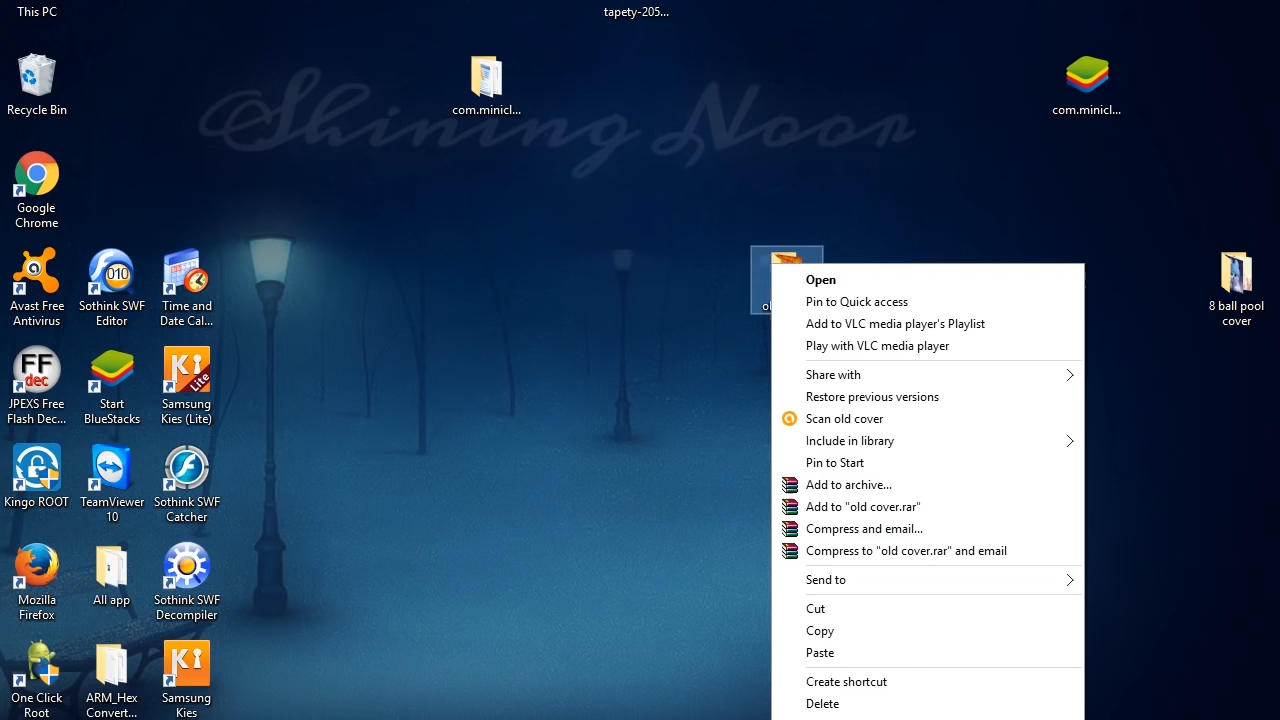 This PC
tapety-205...
Recycle Bin
com.minicl...
com.minicl...
Shining Noor
Google
Chrome
Avast Free
Antivirus
Sothink SWF
Editor
Time and
Date Cal...
8 ball pool
cover
JPEXS Free
Flash Dec...
Start
BlueStacks
Samsung
Kies (Lite)
Kingo ROOT
TeamViewer
10
Sothink SWF
Catcher
Mozilla
Firefox
All app
Sothink SWF
Decompiler
One Click
Root
ARM_Hex
Convert...
Samsung
Kies
010
FF
dec
Ki
Lite
Ki
Open
Pin to Quick access
Add to VLC media player's Playlist
Play with VLC media player
Share with
Restore previous versions
Scan old cover
Include in library
Pin to Start
Add to archive...
Add to "old cover.rar"
Compress and email...
Compress to "old cover.rar" and email
Send to
Cut
Copy
Paste
Create shortcut
Delete